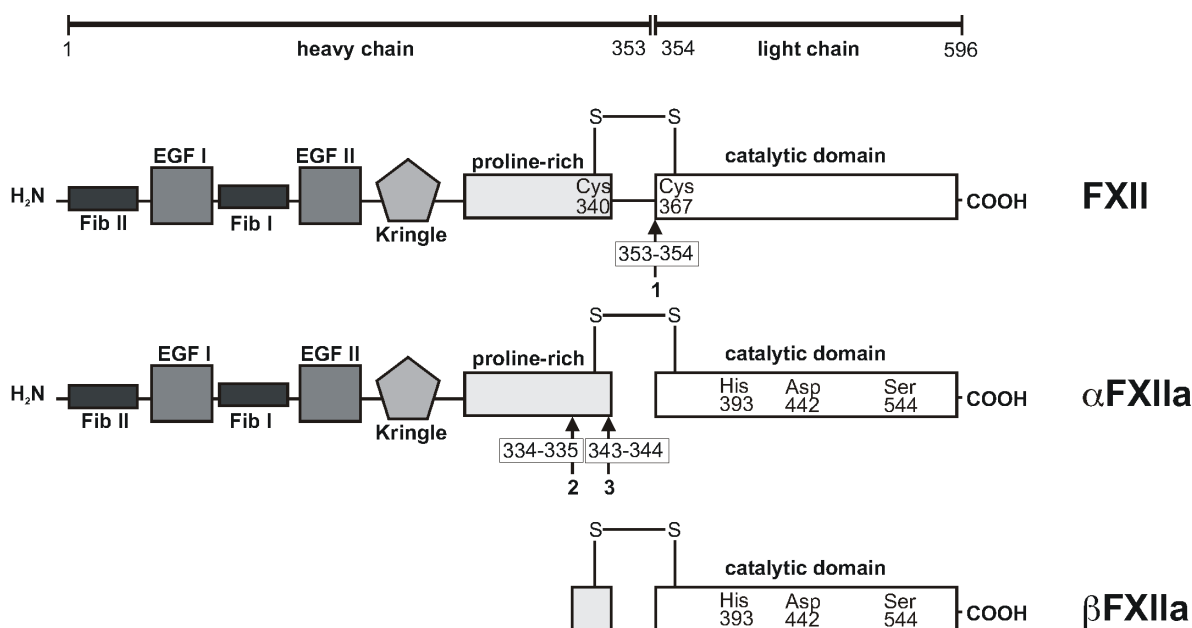 1 heavy chain 353 354 light chain 596
S S
EGF I EGF II proline-rich catalytic domain
H₂N Fib II Fib I Kringle Cys 340 Cys 367 COOH FXII
353-354
1
S S
EGF I EGF II proline-rich catalytic domain
H₂N Fib II Fib I Kringle His 393 Asp 442 Ser 544 COOH αFXIIa
334-335 343-344
2 3
S S
catalytic domain
His 393 Asp 442 Ser 544 COOH βFXIIa